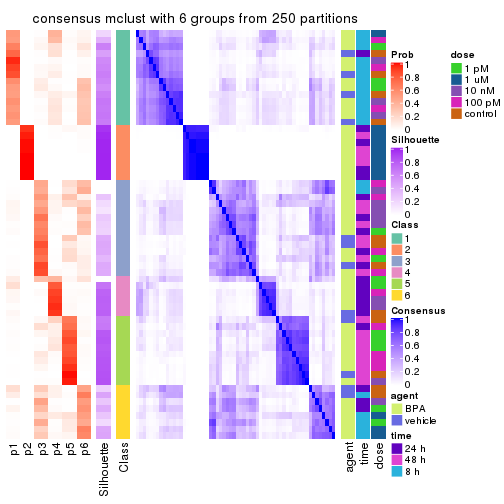 consensus mclust with 6 groups from 250 partitions
Prob
1
0.8
0.6
0.4
0.2
0
Silhouette
1
0.8
0.6
0.4
0.2
0
Class
1
2
3
4
5
6
Consensus
1
0.8
0.6
0.4
0.2
0
agent
BPA
vehicle
time
24 h
48 h
8 h
dose
1 pM
1 uM
10 nM
100 pM
control
p1
p2
p3
p4
p5
p6
Silhouette
Class
agent
time
dose